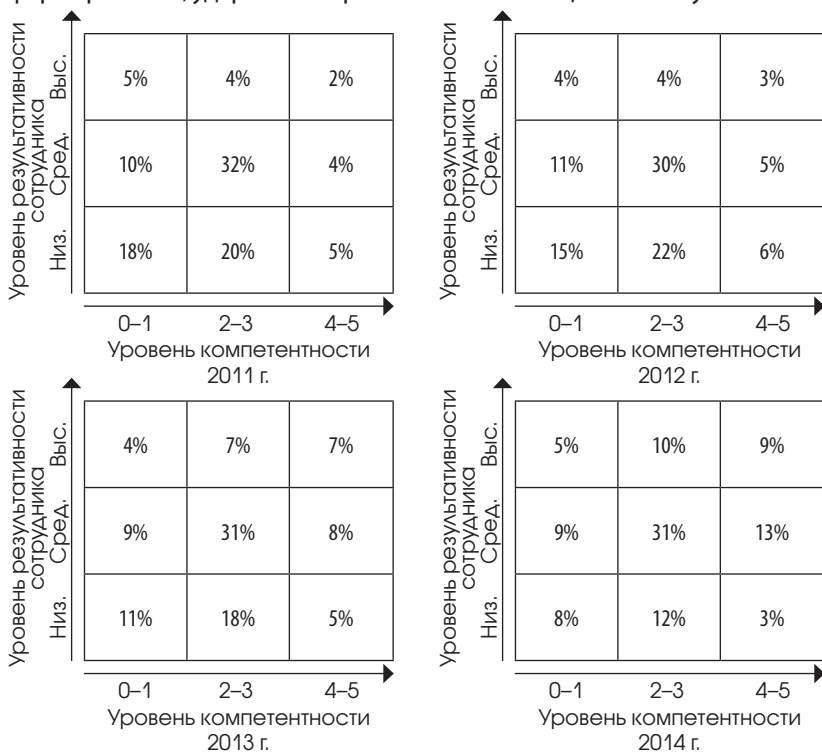 Уровень результативности
сотрудника
Выс.
Сред.
Низ.
5% 4% 2%
10% 32% 4%
18% 20% 5%
0–1 2–3 4–5
Уровень компетентности
2011 г.
Уровень результативности
сотрудника
Выс.
Сред.
Низ.
4% 4% 3%
11% 30% 5%
15% 22% 6%
0–1 2–3 4–5
Уровень компетентности
2012 г.
Уровень результативности
сотрудника
Выс.
Сред.
Низ.
4% 7% 7%
9% 31% 8%
11% 18% 5%
0–1 2–3 4–5
Уровень компетентности
2013 г.
Уровень результативности
сотрудника
Выс.
Сред.
Низ.
5% 10% 9%
9% 31% 13%
8% 12% 3%
0–1 2–3 4–5
Уровень компетентности
2014 г.